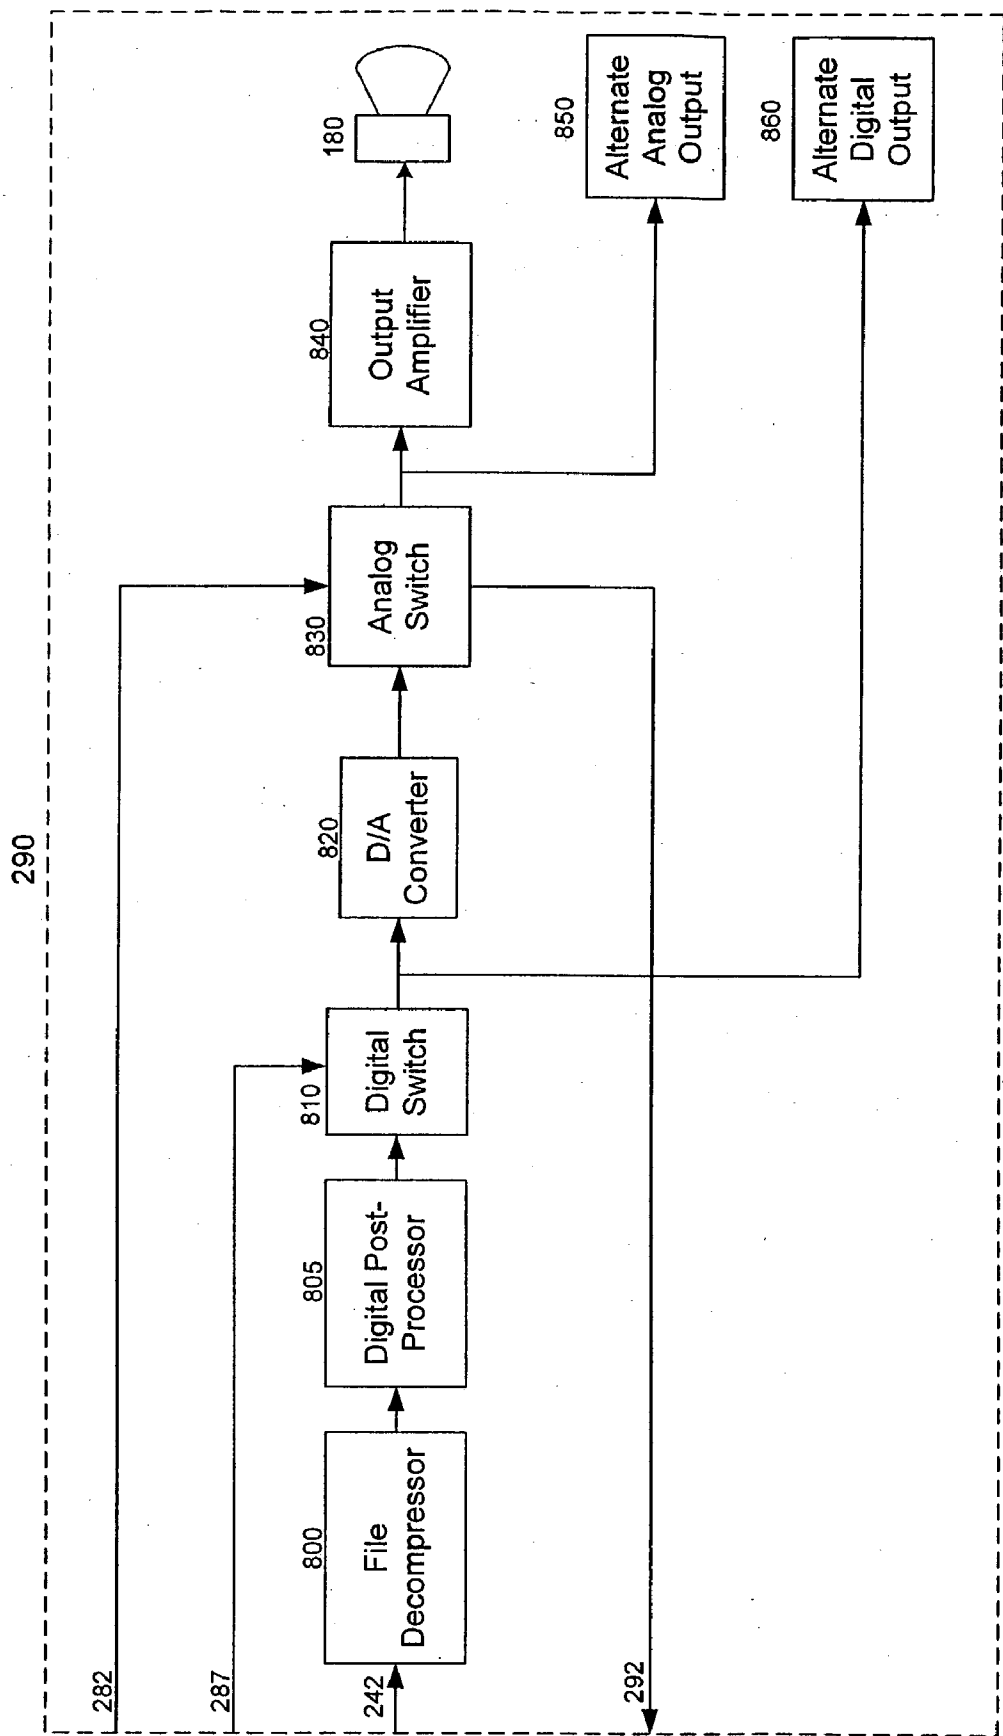 290
282
287
242
292
800
File
Decompressor
805
Digital Post-
Processor
810
Digital
Switch
820
D/A
Converter
830
Analog
Switch
840
Output
Amplifier
180
850
Alternate
Analog
Output
860
Alternate
Digital
Output